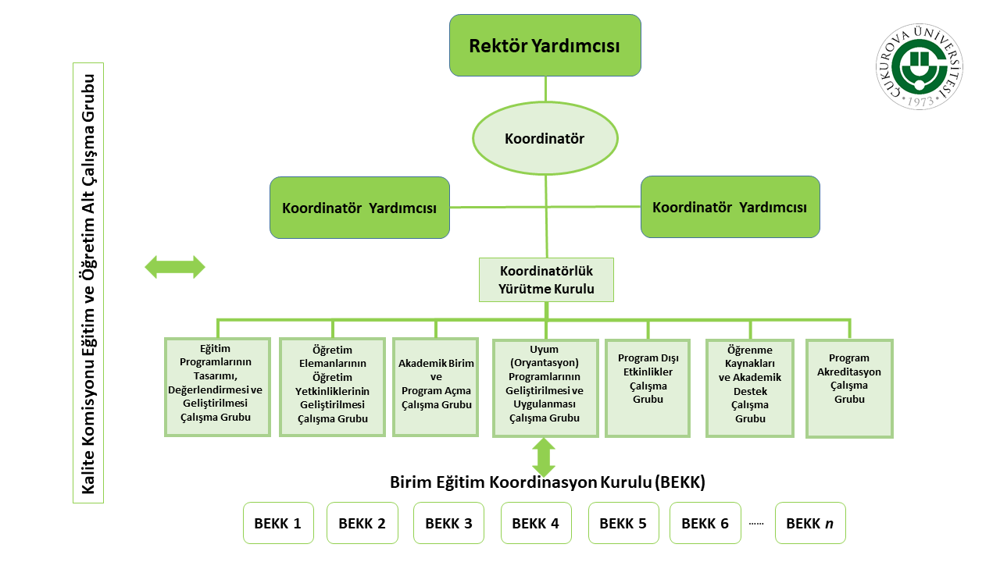 Rektör Yardımcısı
ÇUKUROVA ÜNİVERSİTESİ
• 1973 •
Kalite Komisyonu Eğitim ve Öğretim Alt Çalışma Grubu
Koordinatör
Koordinatör Yardımcısı
Koordinatör Yardımcısı
Koordinatörlük
Yürütme Kurulu
Eğitim
Programlarının
Tasarımı,
Değerlendirmesi ve
Geliştirilmesi
Çalışma Grubu
Öğretim
Elemanlarının
Öğretim
Yetkinliklerinin
Geliştirilmesi
Çalışma Grubu
Akademik Birim
ve
Program Açma
Çalışma Grubu
Uyum
(Oryantasyon)
Programlarının
Geliştirilmesi ve
Uygulanması
Çalışma Grubu
Program Dışı
Etkinlikler
Çalışma
Grubu
Öğrenme
Kaynakları
ve Akademik
Destek
Çalışma
Grubu
Program
Akreditasyon
Çalışma
Grubu
Birim Eğitim Koordinasyon Kurulu (BEKK)
BEKK 1
BEKK 2
BEKK 3
BEKK 4
BEKK 5
BEKK 6
......
BEKK n